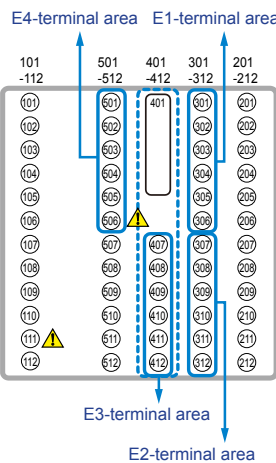 E4-terminal area E1-terminal area
101 501 401 301 201
-112 -512 -412 -312 -212
101 501 401 301 201
102 502 302 202
103 503 303 203
104 504 304 204
105 505 305 205
106 506 306 206
107 507 407 307 207
108 508 408 308 208
109 509 409 309 209
110 510 410 310 210
111 511 411 311 211
112 512 412 312 212
E3-terminal area
E2-terminal area